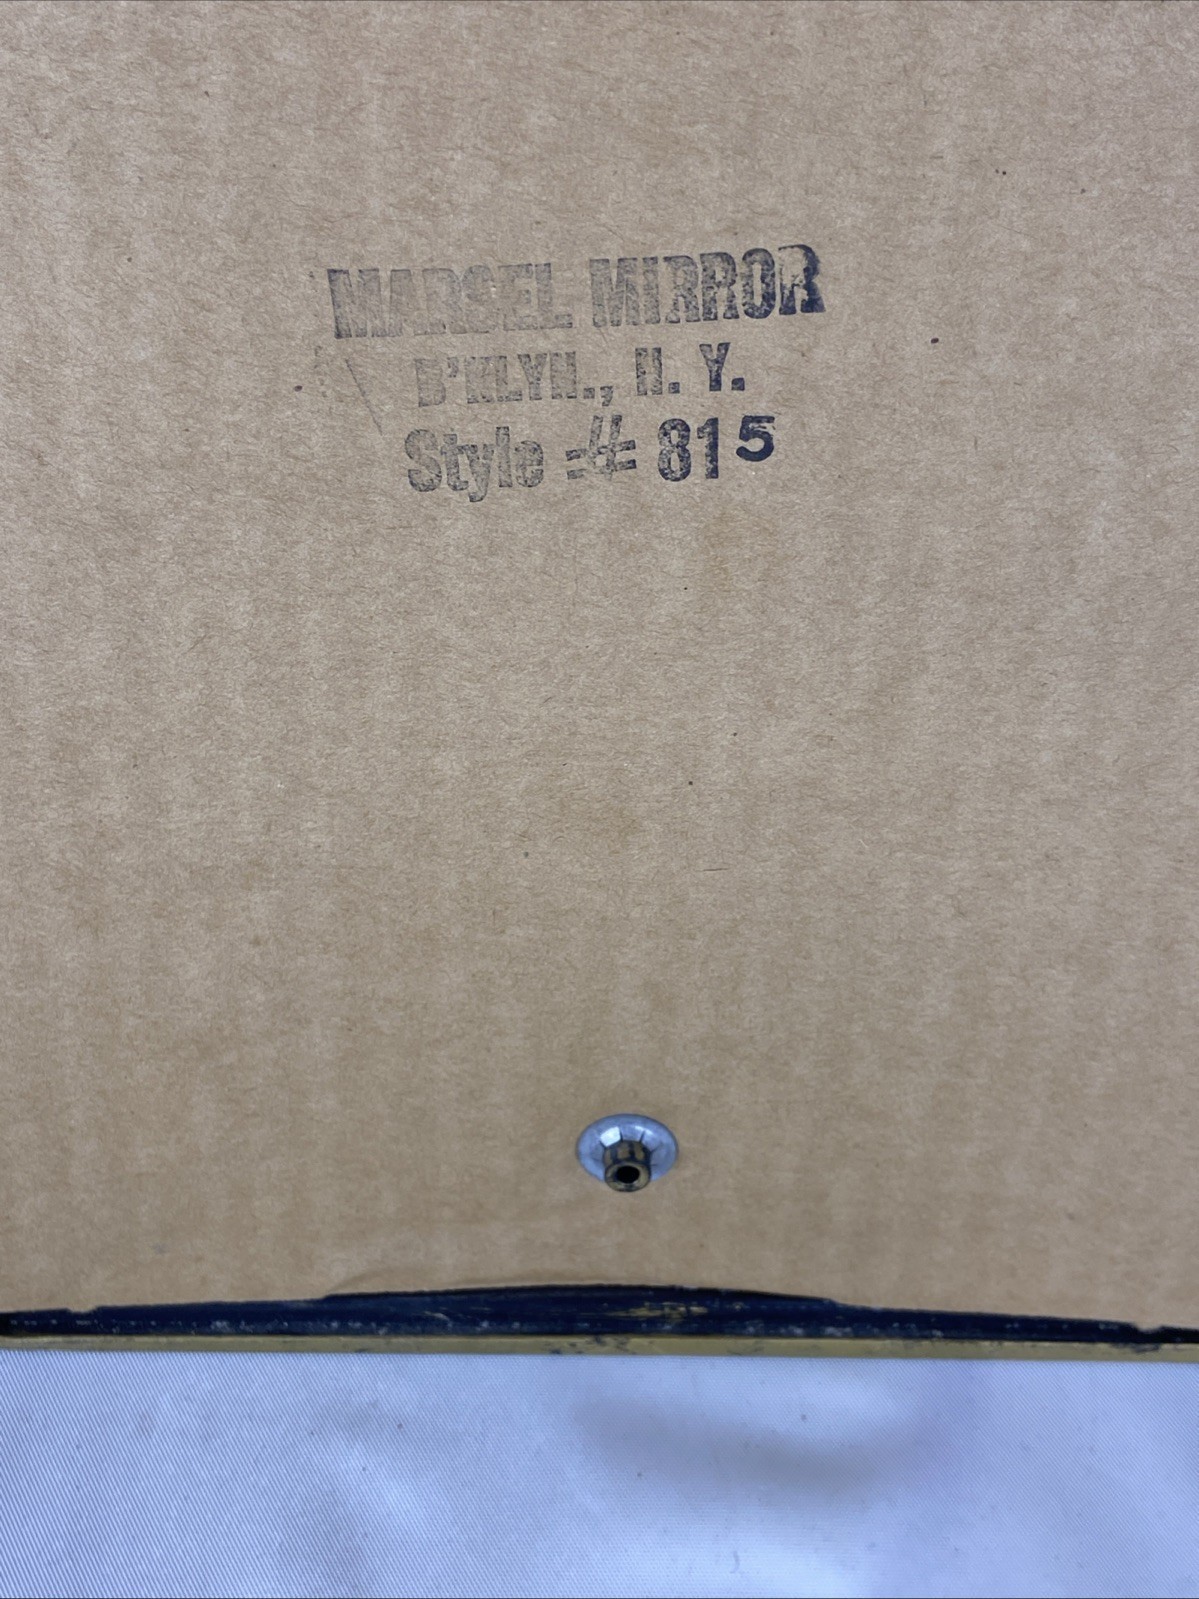 MARSEL MIRROR
B'KLYN., N. Y.
Style # 815